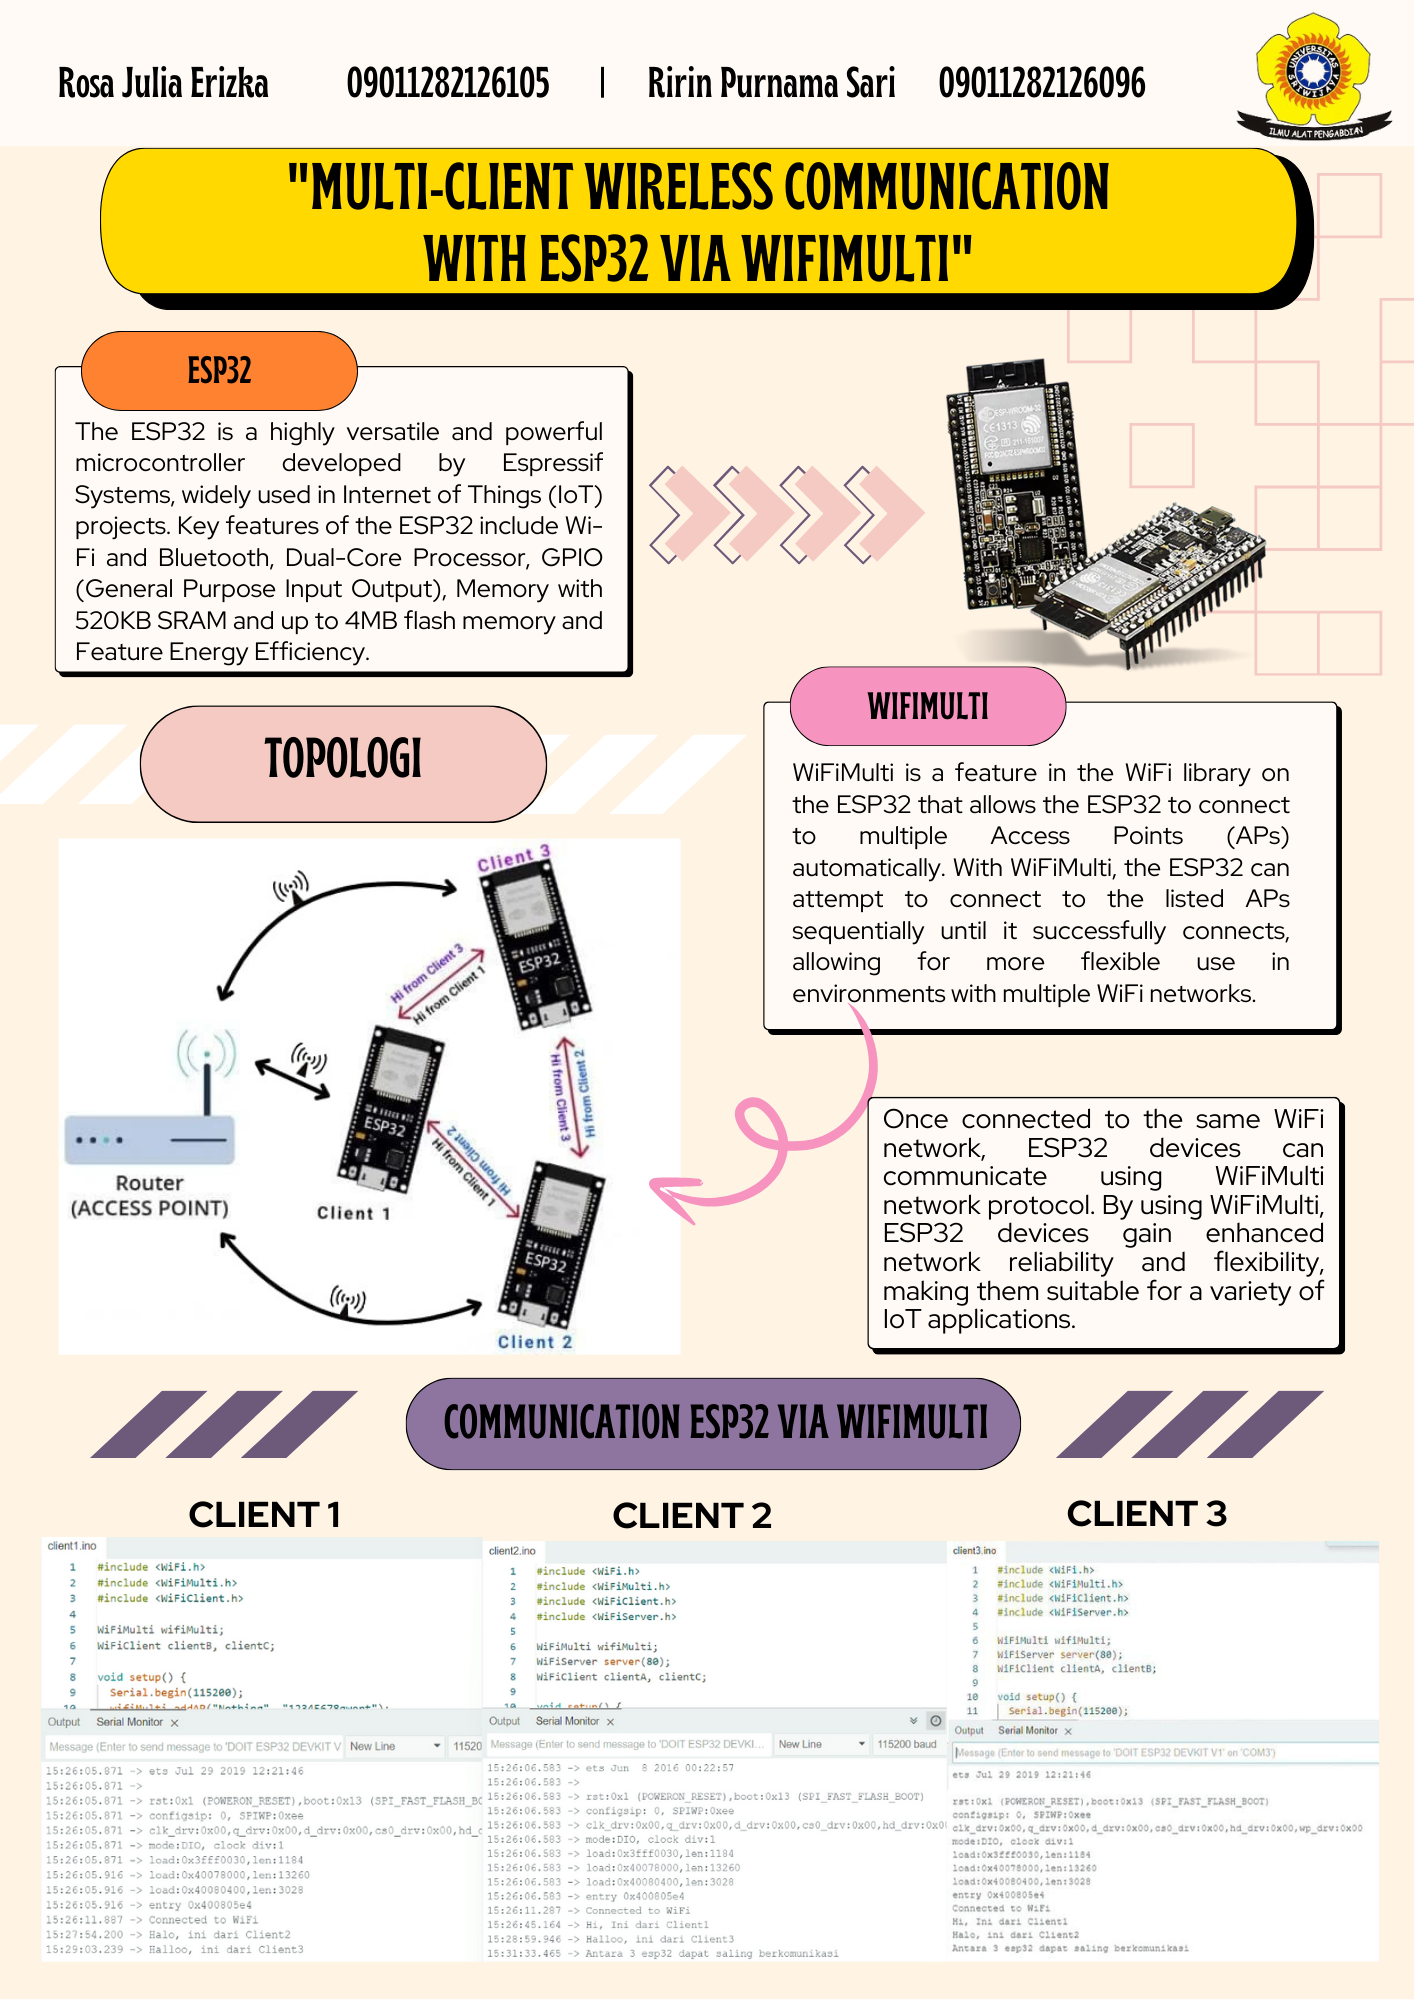 Rosa Julia Erizka 09011282126105 | Ririn Purnama Sari 09011282126096
UNIVERSITAS SRIWIJAYA
ILMU ALAT PENGABDIAN
"MULTI-CLIENT WIRELESS COMMUNICATION
WITH ESP32 VIA WIFIMULTI"
ESP32
The ESP32 is a highly versatile and powerful
microcontroller developed by Espressif
Systems, widely used in Internet of Things (IoT)
projects. Key features of the ESP32 include Wi-
Fi and Bluetooth, Dual-Core Processor, GPIO
(General Purpose Input Output), Memory with
520KB SRAM and up to 4MB flash memory and
Feature Energy Efficiency.
ESP-WROOM-32
CE1313
WIFIMULTI
WiFiMulti is a feature in the WiFi library on
the ESP32 that allows the ESP32 to connect
to multiple Access Points (APs)
automatically. With WiFiMulti, the ESP32 can
attempt to connect to the listed APs
sequentially until it successfully connects,
allowing for more flexible use in
environments with multiple WiFi networks.
TOPOLOGI
Client 3
ESP32
Hi from Client 3
Hi from Client 1
Hi from Client 2
Hi from Client 3
ESP32
Hi from Client 2
Hi from Client 1
Router
(ACCESS POINT)
Client 1
ESP32
Client 2
Once connected to the same WiFi
network, ESP32 devices can
communicate using WiFiMulti
network protocol. By using WiFiMulti,
ESP32 devices gain enhanced
network reliability and flexibility,
making them suitable for a variety of
IoT applications.
COMMUNICATION ESP32 VIA WIFIMULTI
CLIENT 1
client1.ino
1 #include <WiFi.h>
2 #include <WiFiMulti.h>
3 #include <WiFiClient.h>
4
5 WiFiMulti wifiMulti;
6 WiFiClient clientB, clientC;
7
8 void setup() {
9 Serial.begin(115200);
10 wifiMulti.addAP("Nothing", "12345678qwert");
Output Serial Monitor x
Message (Enter to send message to 'DOIT ESP32 DEVKIT V New Line 11520
15:26:05.871 -> ets Jul 29 2019 12:21:46
15:26:05.871 ->
15:26:05.871 -> rst:0x1 (POWERON_RESET),boot:0x13 (SPI_FAST_FLASH_BO
15:26:05.871 -> configsip: 0, SPIWP:0xee
15:26:05.871 -> clk_drv:0x00,q_drv:0x00,d_drv:0x00,cs0_drv:0x00,hd_d
15:26:05.871 -> mode:DIO, clock div:1
15:26:05.871 -> load:0x3fff0030,len:1184
15:26:05.916 -> load:0x40078000,len:13260
15:26:05.916 -> load:0x40080400,len:3028
15:26:05.916 -> entry 0x400805e4
15:26:11.887 -> Connected to WiFi
15:27:54.200 -> Halo, ini dari Client2
15:29:03.239 -> Halloo, ini dari Client3
CLIENT 2
client2.ino
1 #include <WiFi.h>
2 #include <WiFiMulti.h>
3 #include <WiFiClient.h>
4 #include <WiFiServer.h>
5
6 WiFiMulti wifiMulti;
7 WiFiServer server(80);
8 WiFiClient clientA, clientC;
9
10 void setup() {
Output Serial Monitor x
Message (Enter to send message to 'DOIT ESP32 DEVKI... New Line 115200 baud
15:26:06.583 -> ets Jun 8 2016 00:22:57
15:26:06.583 ->
15:26:06.583 -> rst:0x1 (POWERON_RESET),boot:0x13 (SPI_FAST_FLASH_BOOT)
15:26:06.583 -> configsip: 0, SPIWP:0xee
15:26:06.583 -> clk_drv:0x00,q_drv:0x00,d_drv:0x00,cs0_drv:0x00,hd_drv:0x00
15:26:06.583 -> mode:DIO, clock div:1
15:26:06.583 -> load:0x3fff0030,len:1184
15:26:06.583 -> load:0x40078000,len:13260
15:26:06.583 -> load:0x40080400,len:3028
15:26:06.583 -> entry 0x400805e4
15:26:11.287 -> Connected to WiFi
15:26:45.164 -> Hi, Ini dari Client1
15:28:59.946 -> Halloo, ini dari Client3
15:31:33.465 -> Antara 3 esp32 dapat saling berkomunikasi
CLIENT 3
client3.ino
1 #include <WiFi.h>
2 #include <WiFiMulti.h>
3 #include <WiFiClient.h>
4 #include <WiFiServer.h>
5
6 WiFiMulti wifiMulti;
7 WiFiServer server(80);
8 WiFiClient clientA, clientB;
9
10 void setup() {
11 Serial.begin(115200);
Output Serial Monitor x
Message (Enter to send message to 'DOIT ESP32 DEVKIT V1' on 'COM3')
ets Jul 29 2019 12:21:46
rst:0x1 (POWERON_RESET),boot:0x13 (SPI_FAST_FLASH_BOOT)
configsip: 0, SPIWP:0xee
clk_drv:0x00,q_drv:0x00,d_drv:0x00,cs0_drv:0x00,hd_drv:0x00,wp_drv:0x00
mode:DIO, clock div:1
load:0x3fff0030,len:1184
load:0x40078000,len:13260
load:0x40080400,len:3028
entry 0x400805e4
Connected to WiFi
Hi, Ini dari Client1
Halo, ini dari Client2
Antara 3 esp32 dapat saling berkomunikasi